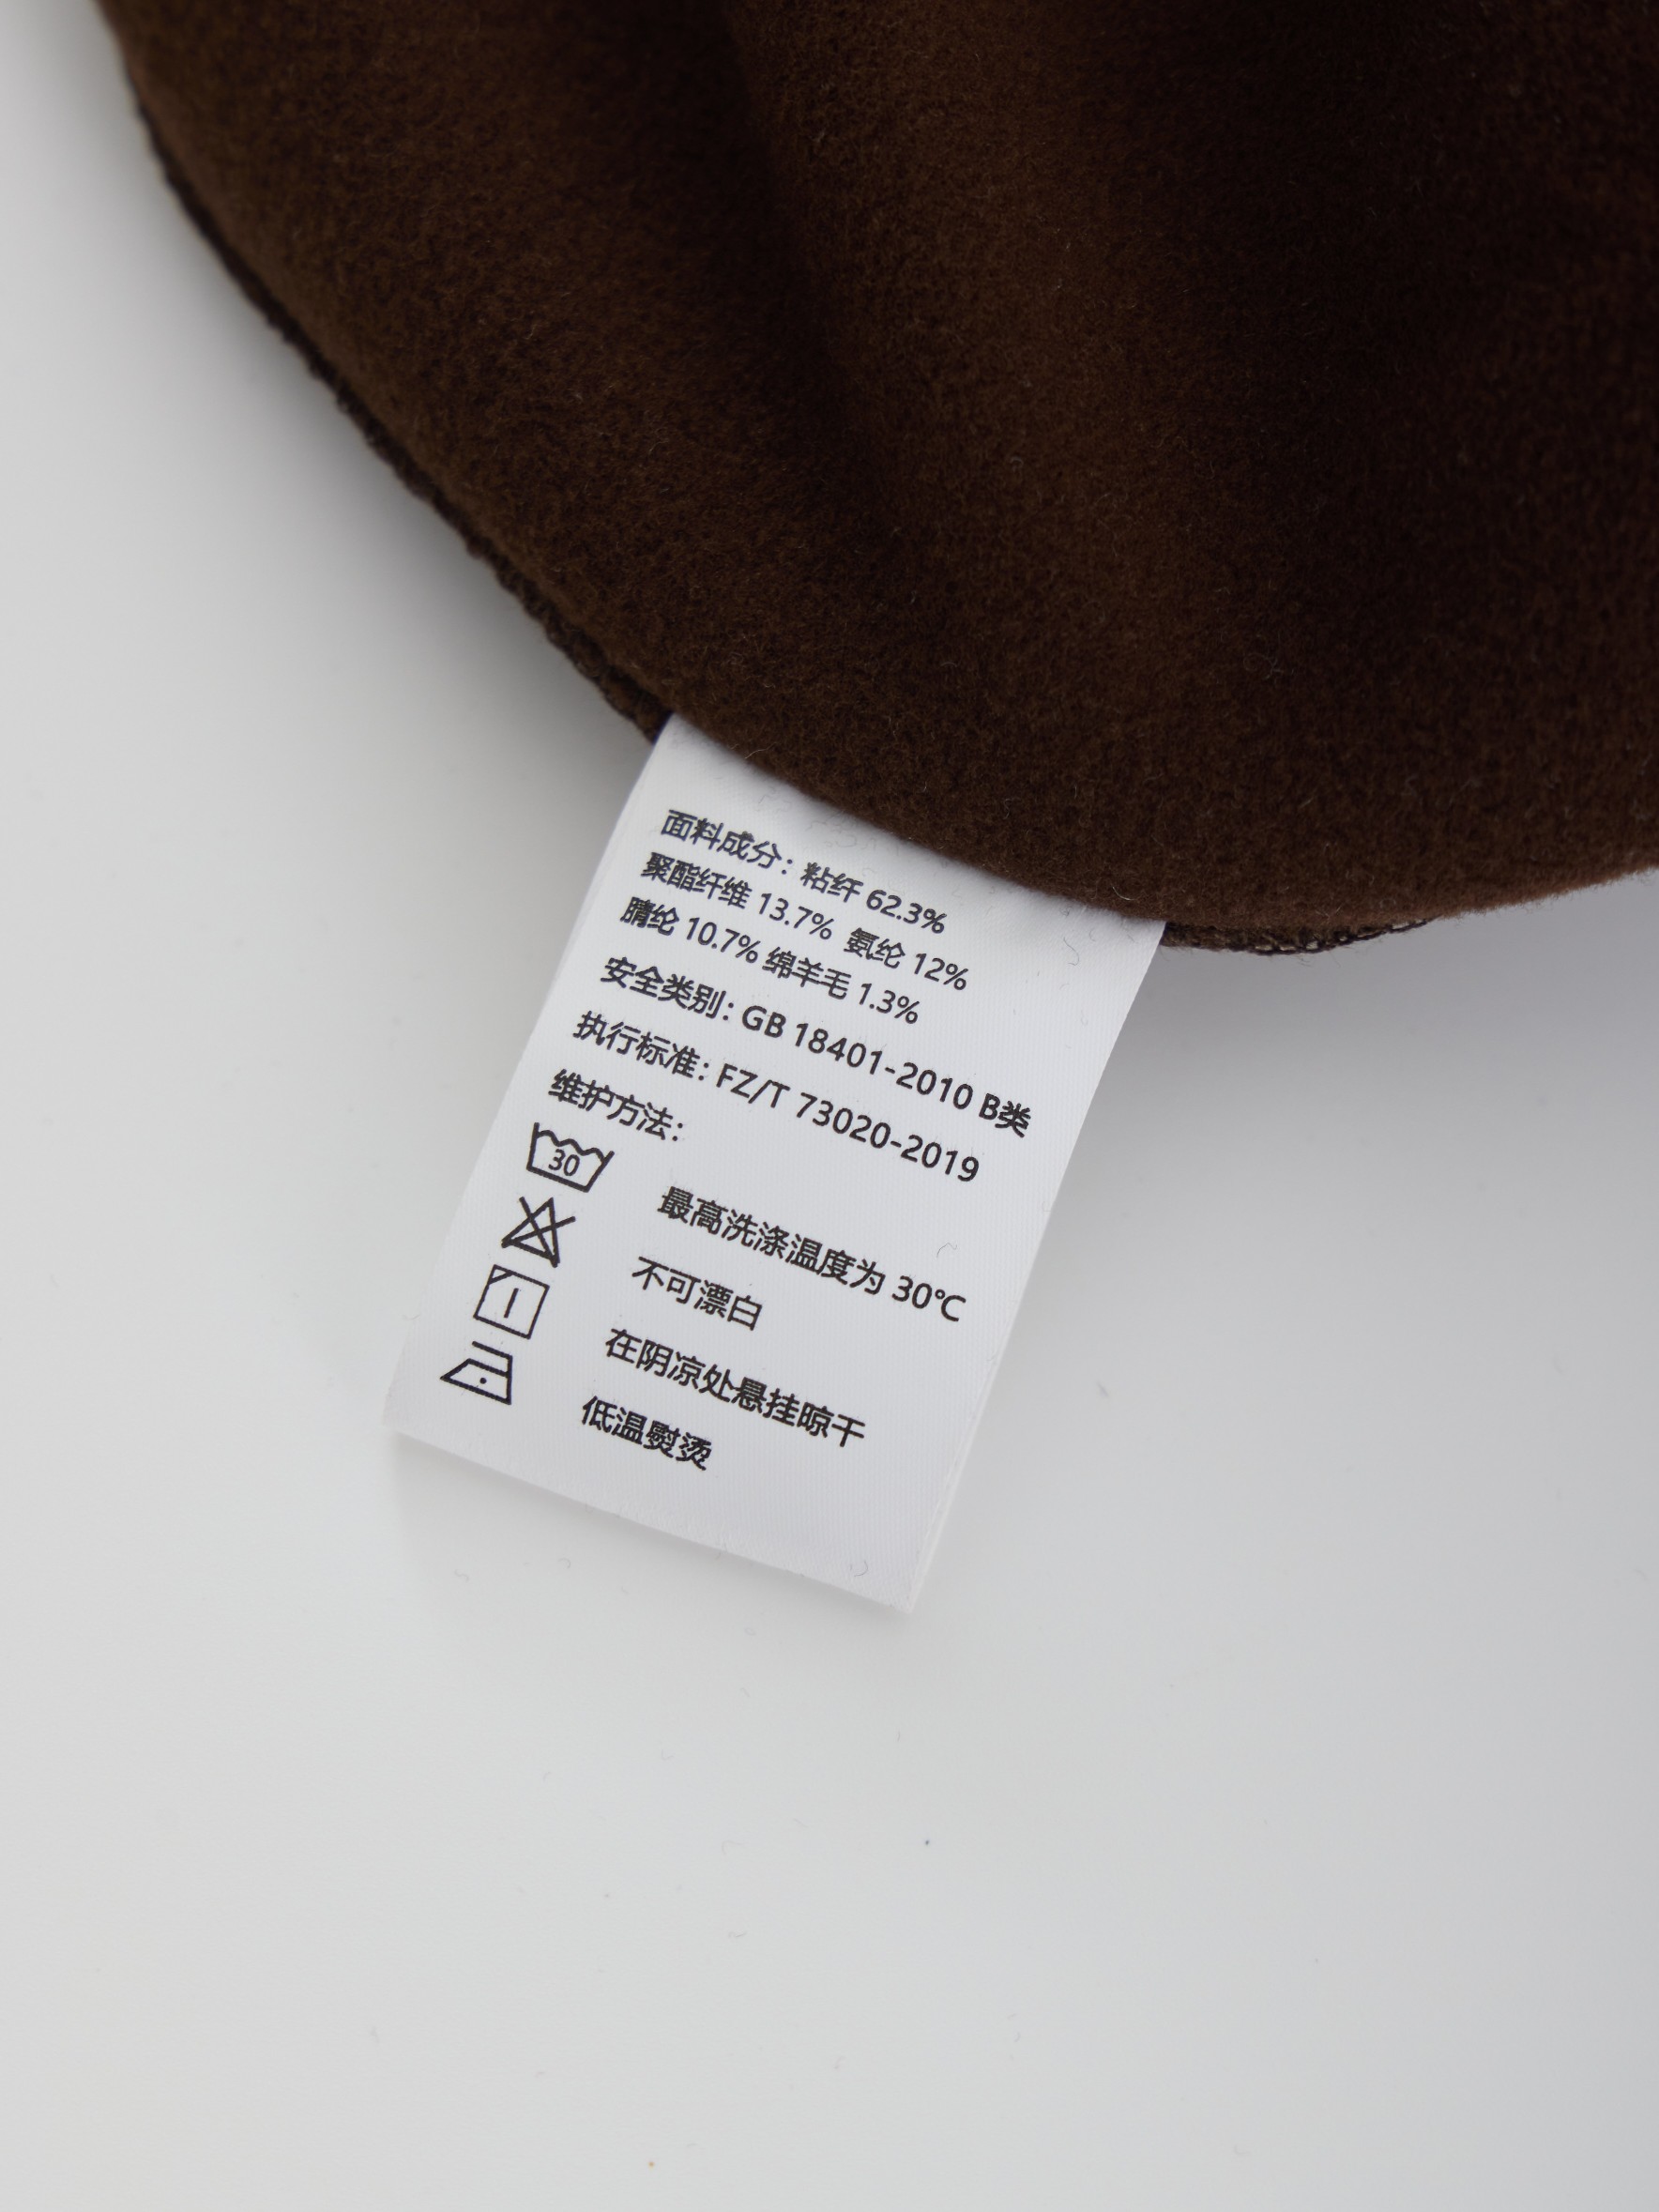 面料成分：粘纤 62.3%
聚酯纤维 13.7% 氨纶 12%
腈纶 10.7% 绵羊毛 1.3%
安全类别：GB 18401-2010 B类
执行标准：FZ/T 73020-2019
维护方法：
30
最高洗涤温度为 30℃
不可漂白
在阴凉处悬挂晾干
低温熨烫